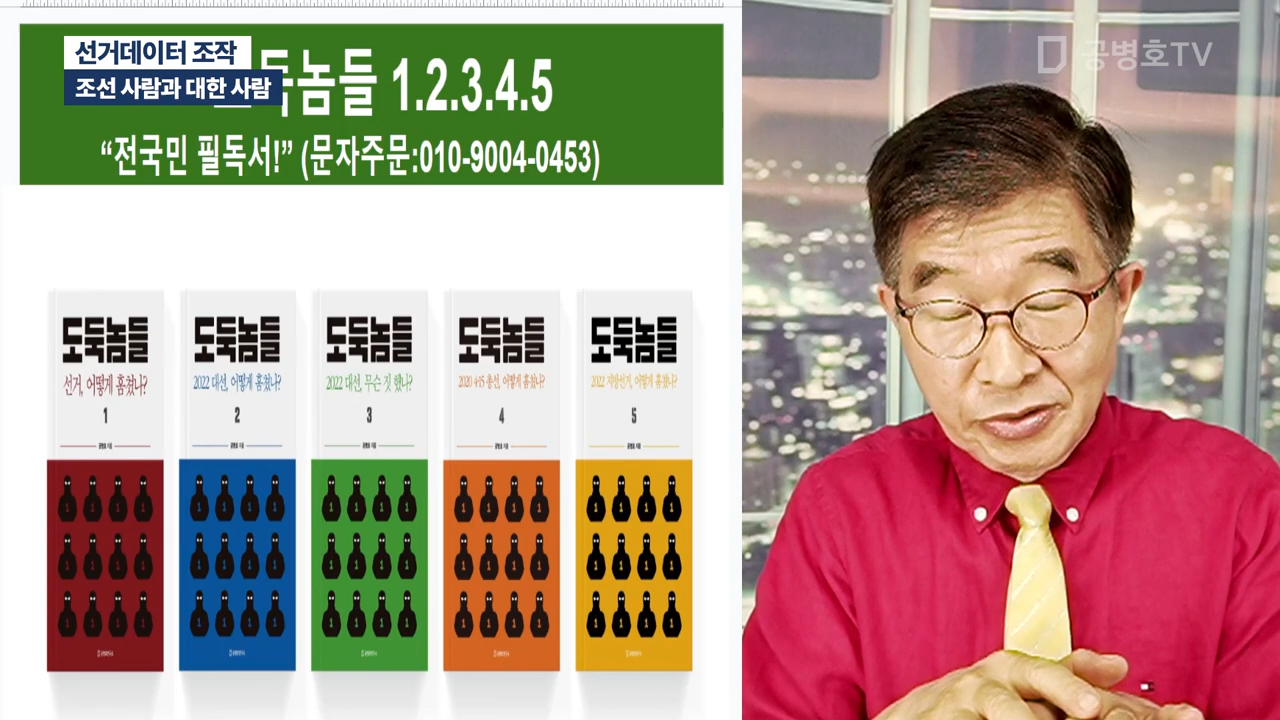 선거데이터 조작
조선 사람과 대한 사람
둑놈들 1.2.3.4.5
“전국민 필독서!” (문자주문:010-9004-0453)
공병호TV
도둑놈들
선거, 어떻게 훔쳤나?
1
도둑놈들
2022 대선, 어떻게 훔쳤나?
2
도둑놈들
2022 대선, 무슨 짓 했나?
3
도둑놈들
2020 4·15 총선, 어떻게 훔쳤나?
4
도둑놈들
2022 지방선거, 어떻게 훔쳤나?
5